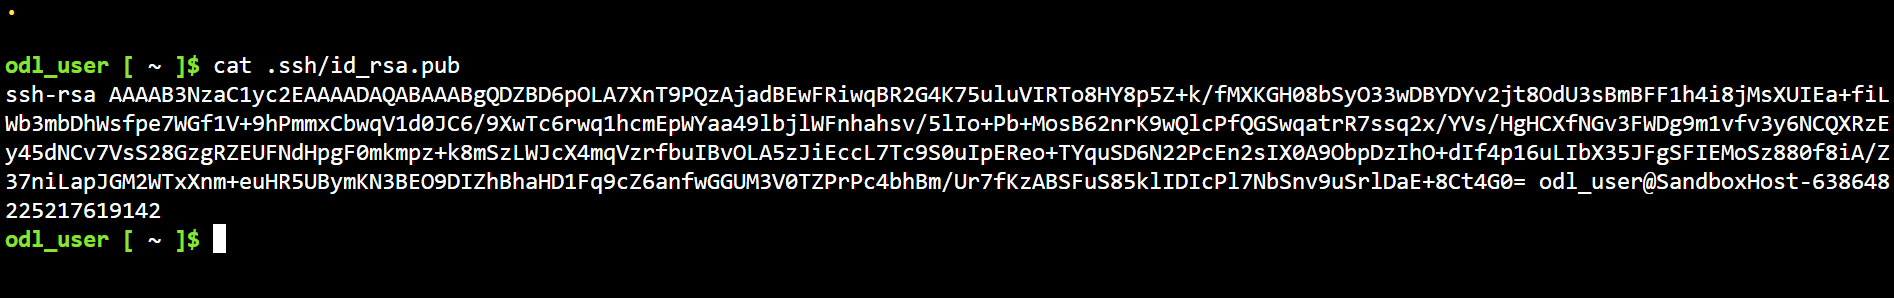 odl_user [ ~ ]$ cat .ssh/id_rsa.pub
ssh-rsa AAAAB3NzaC1yc2EAAAADAQABAAABgQDZBD6pOLA7XnT9PQzAjadBEwFRiwqBR2G4K75uluVIRTo8HY8p5Z+k/fMXKGH08bSyO33wDBYDYv2jt8OdU3sBmBFF1h4i8jMsXUIEa+fiL
Wb3mbDhWsfpe7WGf1V+9hPmmxCbwqV1d0JC6/9XwTc6rwq1hcmEpWYaa49lbjlWFnhahsv/5lIo+Pb+MosB62nrK9wQlcPfQGSwqatrR7ssq2x/YVs/HgHCXfNGv3FWDg9m1vfv3y6NCQXRzE
y45dNCv7VsS28GzgRZEUFNdHpgF0mkmpz+k8mSzLWJcX4mqVzrfbuIBvOLA5zJiEccL7Tc9S0uIpEReo+TYquSD6N22PcEn2sIX0A9ObpDzIhO+dIf4p16uLIbX35JFgSFIEMoSz880f8iA/Z
37niLapJGM2WTxXnm+euHR5UBymKN3BEO9DIZhBhaHD1Fq9cZ6anfwGGUM3V0TZPrPc4bhBm/Ur7fKzABSFuS85klIDIcPl7NbSnv9uSrlDaE+8Ct4G0= odl_user@SandboxHost-638648
225217619142
odl_user [ ~ ]$